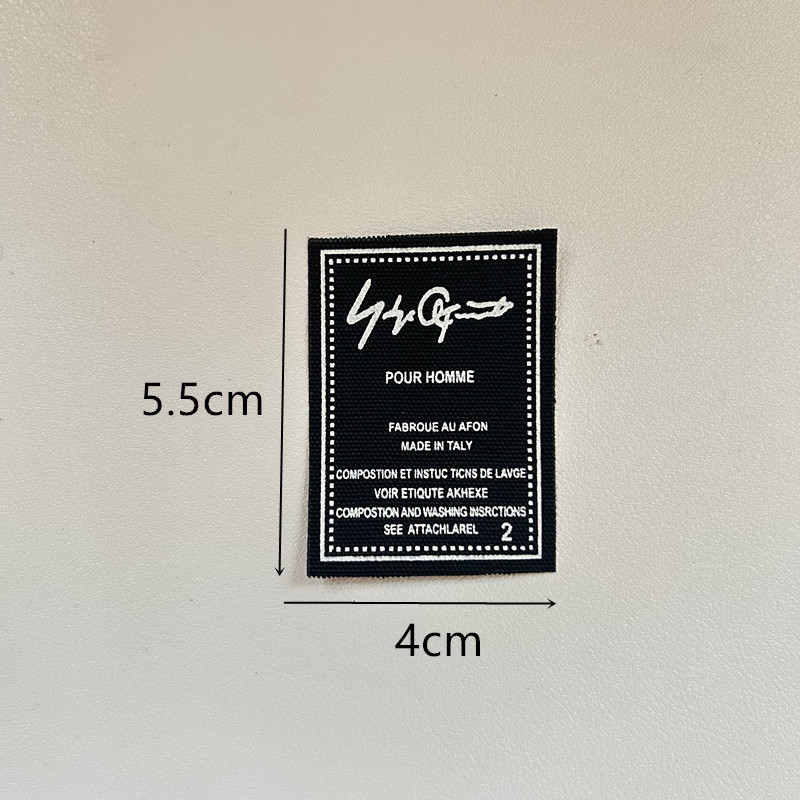 POUR HOMME
FABROUE AU AFON
MADE IN TALY
COMPOSTION ET INSTUC TICNS DE LAVGE
VOIR ETIQUTE AKHEXE
COMPOSTION AND WASHING INSRCTIONS
SEE ATTACHLAREL 2
5.5cm
4cm